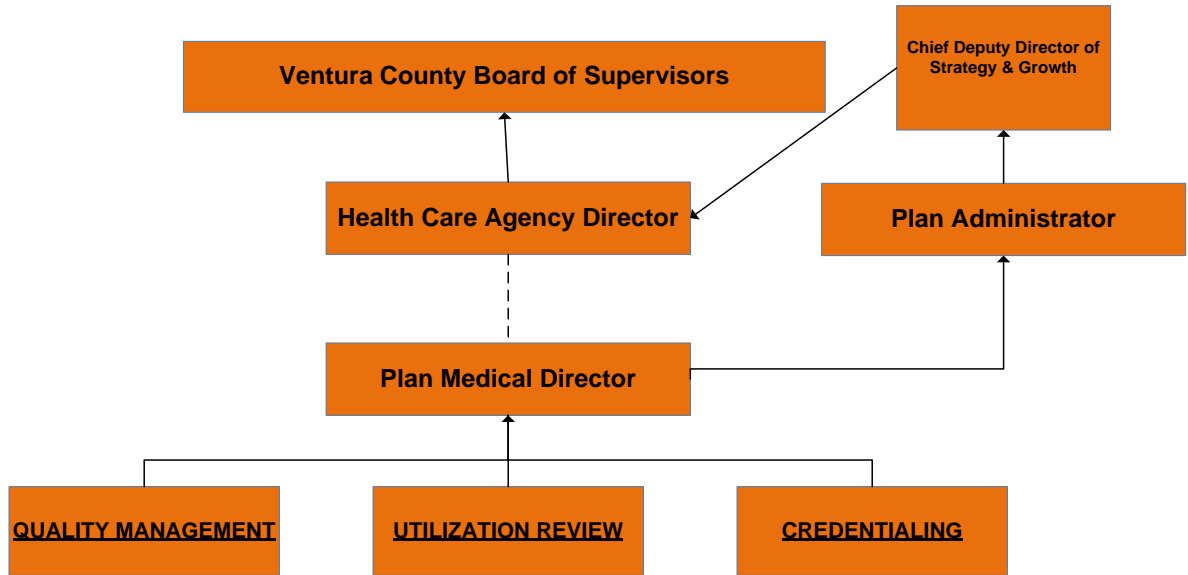 Ventura County Board of Supervisors
Chief Deputy Director of
Strategy & Growth
Health Care Agency Director
Plan Administrator
Plan Medical Director
QUALITY MANAGEMENT
UTILIZATION REVIEW
CREDENTIALING